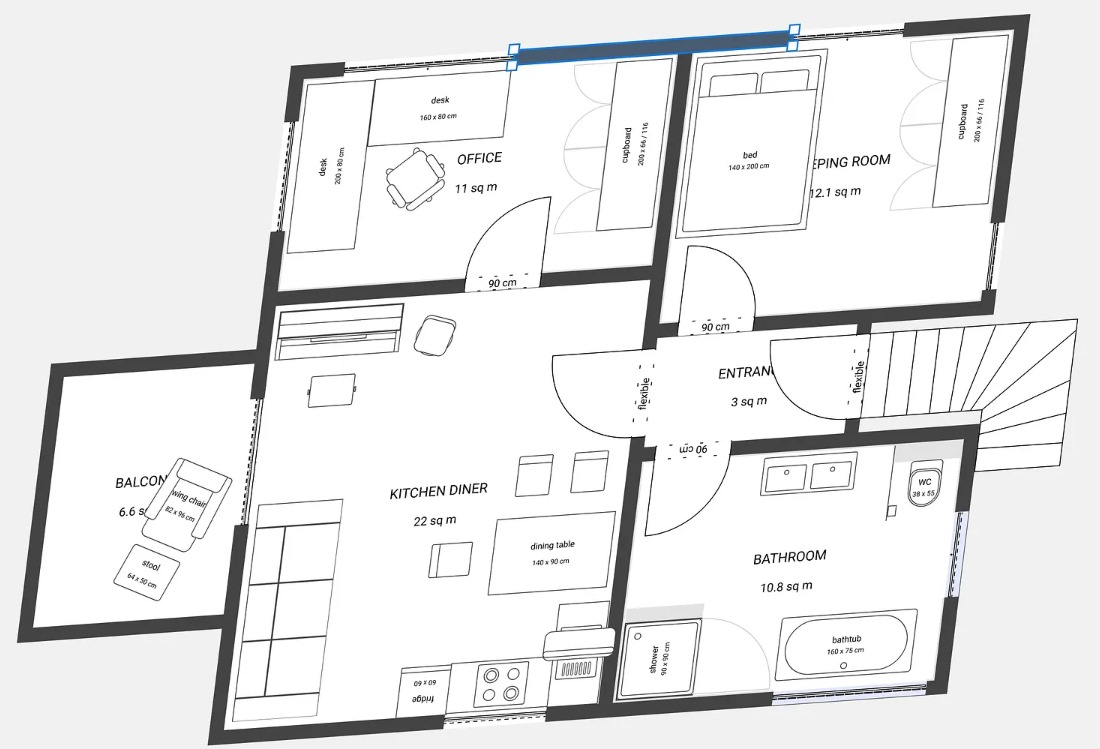 desk
160 x 80 cm
desk
200 x 80 cm
OFFICE
11 sq m
cupboard
200 x 66 / 116
90 cm
bed
140 x 200 cm
EPING ROOM
12.1 sq m
cupboard
200 x 66 / 116
90 cm
ENTRAN
3 sq m
flexible
flexible
90 cm
BALCON
6.6 s
wing chair
82 x 96 cm
stool
64 x 50 cm
KITCHEN DINER
22 sq m
dining table
140 x 90 cm
fridge
60 x 60
WC
38 x 55
BATHROOM
10.8 sq m
shower
90 x 90 cm
bathtub
160 x 75 cm